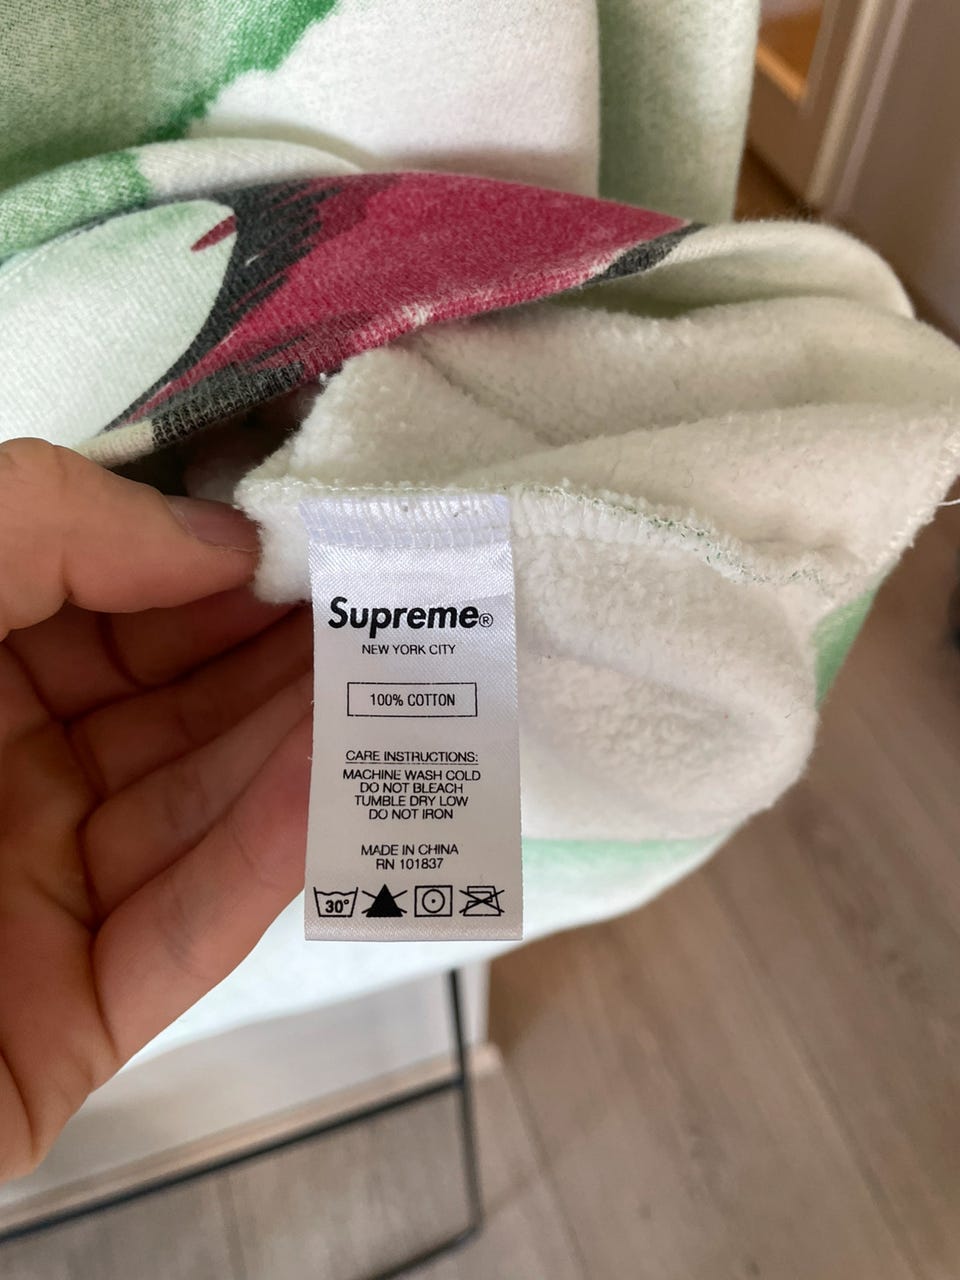 Supreme®
NEW YORK CITY
100% COTTON
CARE INSTRUCTIONS:
MACHINE WASH COLD
DO NOT BLEACH
TUMBLE DRY LOW
DO NOT IRON
MADE IN CHINA
RN 101837
30°